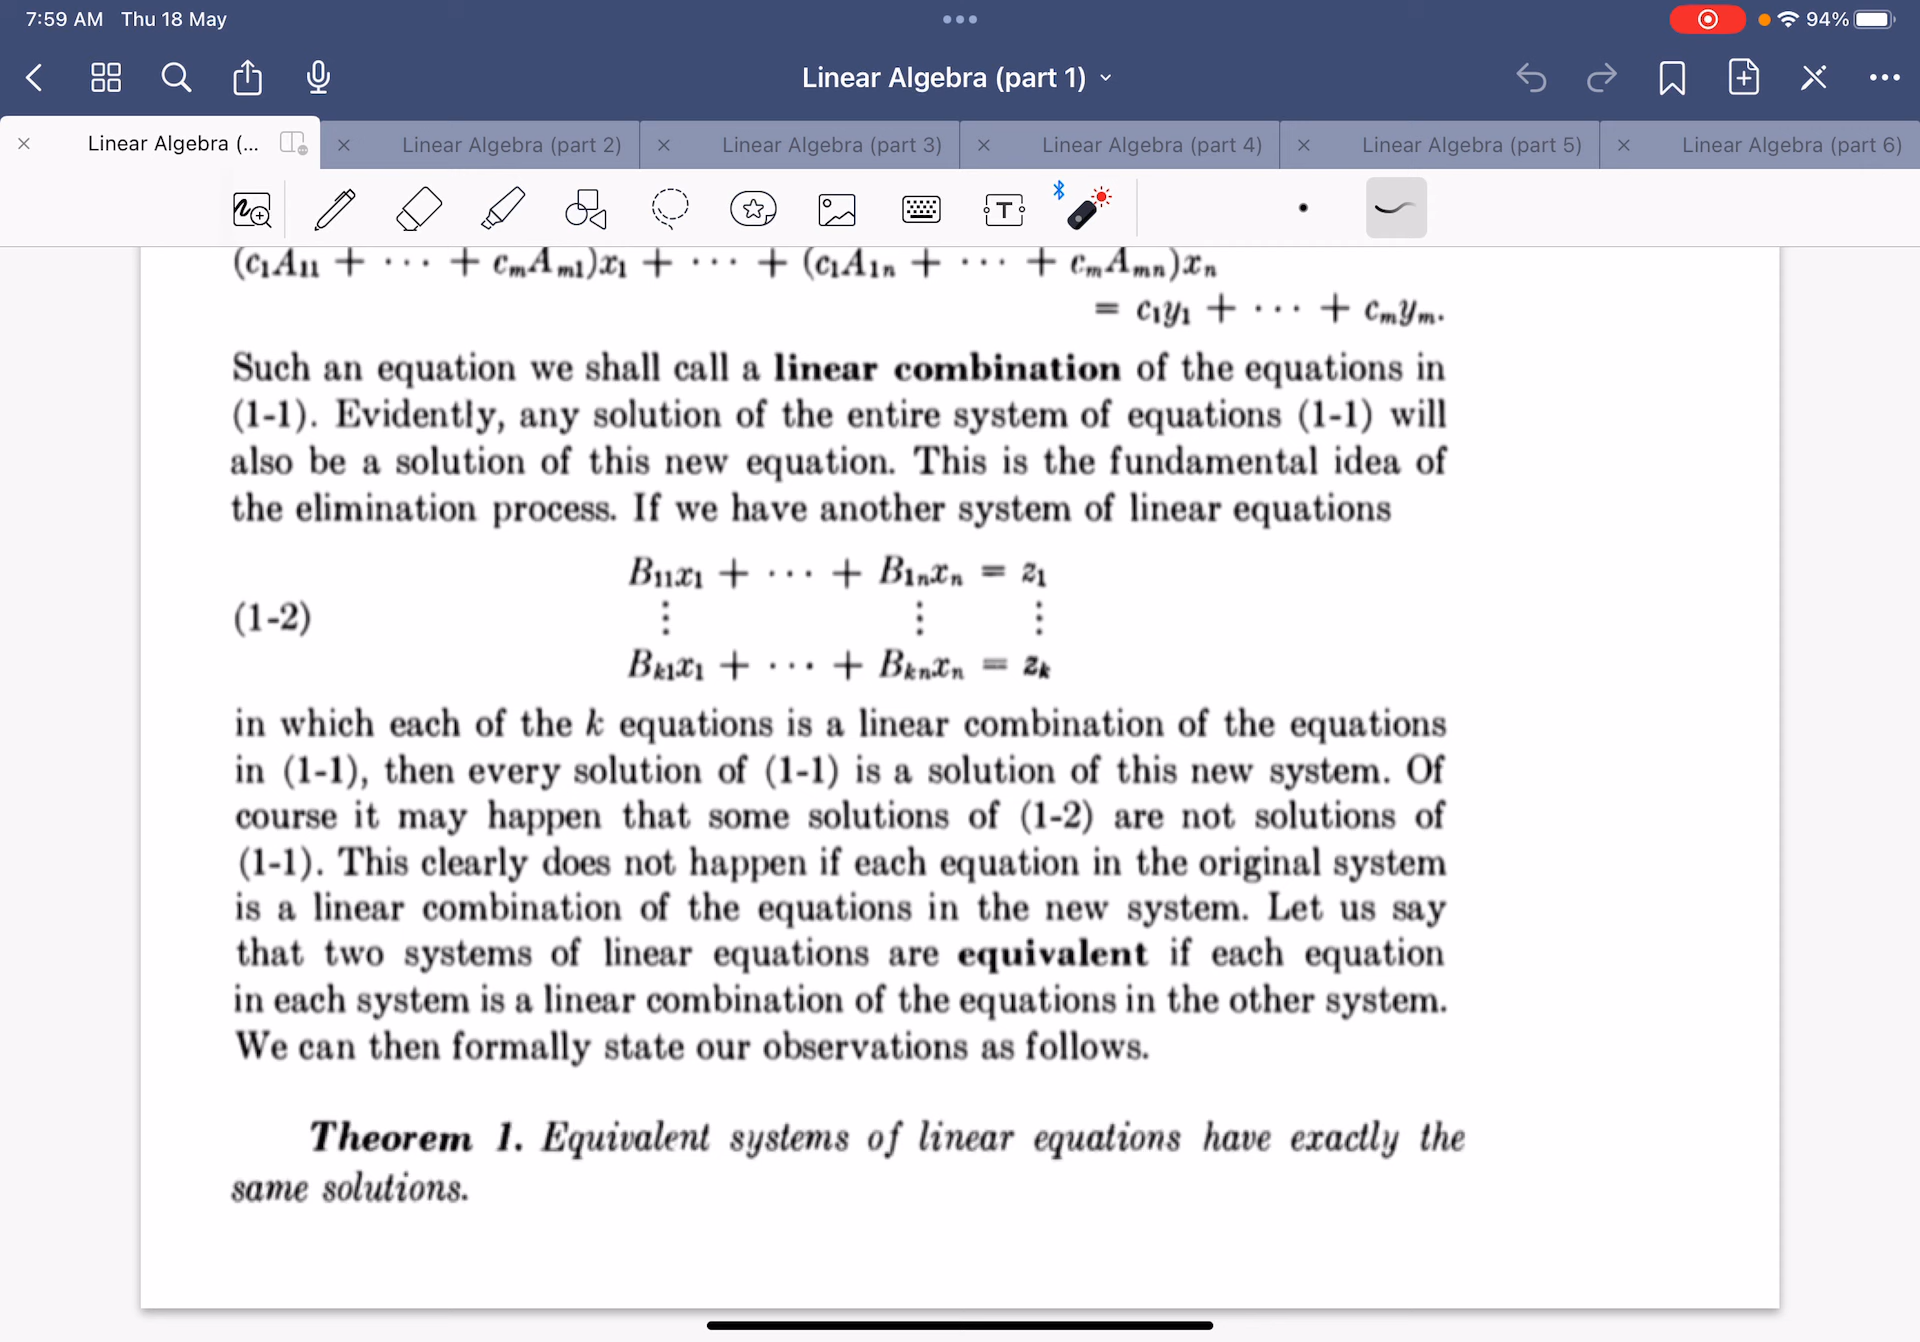 7:59 AM Thu 18 May
94%
Linear Algebra (part 1)
Linear Algebra (...
Linear Algebra (part 2)
Linear Algebra (part 3)
Linear Algebra (part 4)
Linear Algebra (part 5)
Linear Algebra (part 6)
(c₁A₁₁ + ··· + cₘAₘ₁)x₁ + ··· + (c₁A₁ₙ + ··· + cₘAₘₙ)xₙ
= c₁y₁ + ··· + cₘyₘ.
Such an equation we shall call a linear combination of the equations in
(1-1). Evidently, any solution of the entire system of equations (1-1) will
also be a solution of this new equation. This is the fundamental idea of
the elimination process. If we have another system of linear equations
B₁₁x₁ + ··· + B₁ₙxₙ = z₁
(1-2) ⋮ ⋮ ⋮
Bₖ₁x₁ + ··· + Bₖₙxₙ = zₖ
in which each of the k equations is a linear combination of the equations
in (1-1), then every solution of (1-1) is a solution of this new system. Of
course it may happen that some solutions of (1-2) are not solutions of
(1-1). This clearly does not happen if each equation in the original system
is a linear combination of the equations in the new system. Let us say
that two systems of linear equations are equivalent if each equation
in each system is a linear combination of the equations in the other system.
We can then formally state our observations as follows.
Theorem 1. Equivalent systems of linear equations have exactly the
same solutions.